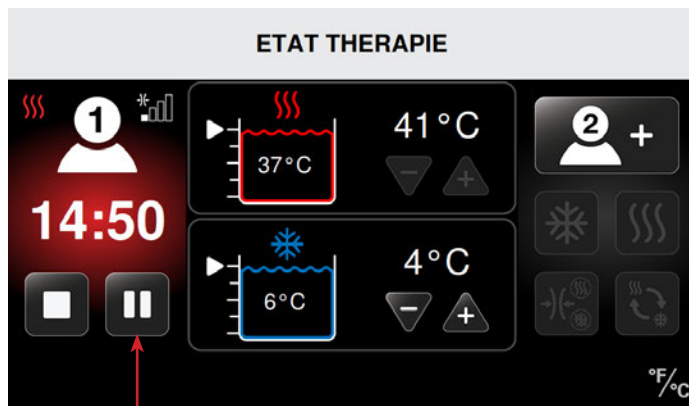 ETAT THERAPIE
1
14:50
37°C
41°C
- +
6°C
4°C
- +
2 +
°F/°C